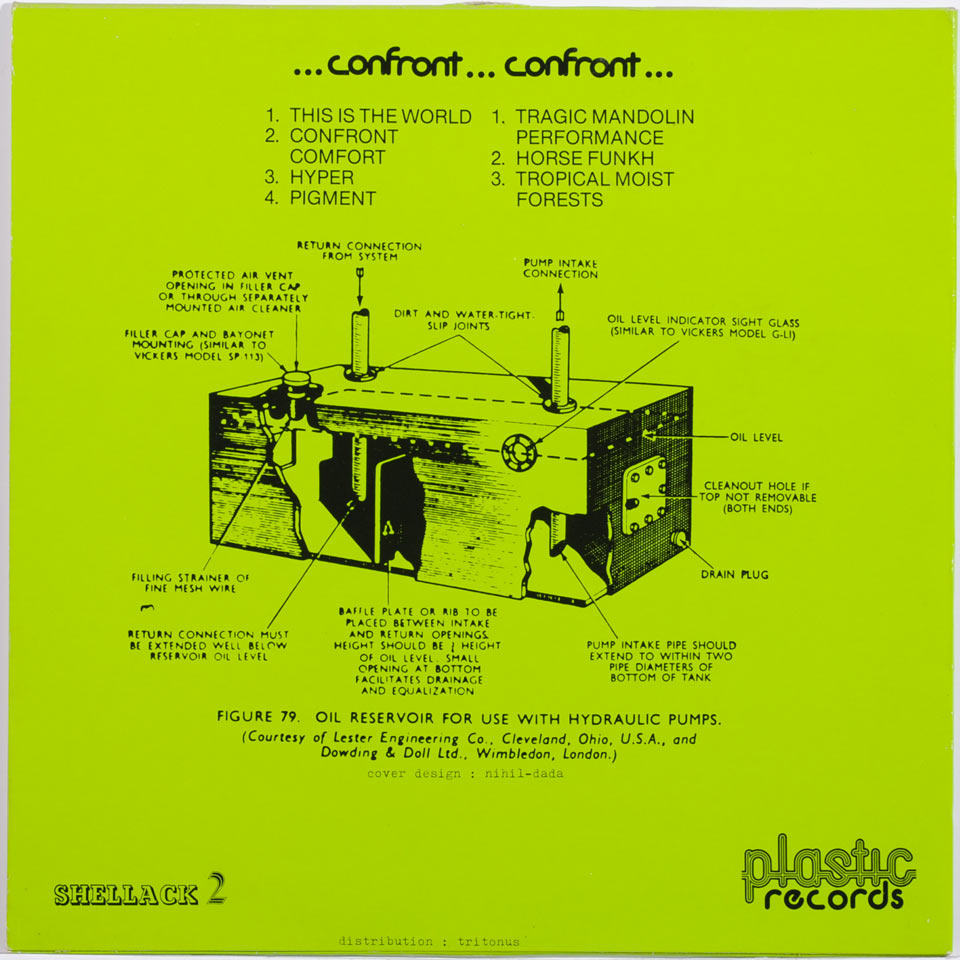 ...confront... confront...
1. THIS IS THE WORLD
2. CONFRONT
COMFORT
3. HYPER
4. PIGMENT
1. TRAGIC MANDOLIN
PERFORMANCE
2. HORSE FUNKH
3. TROPICAL MOIST
FORESTS
RETURN CONNECTION
FROM SYSTEM
PUMP INTAKE
CONNECTION
PROTECTED AIR VENT
OPENING IN FILLER CAP
OR THROUGH SEPARATELY
MOUNTED AIR CLEANER
DIRT AND WATER-TIGHT-
SLIP JOINTS
OIL LEVEL INDICATOR SIGHT GLASS
(SIMILAR TO VICKERS MODEL G-LI)
FILLER CAP AND BAYONET
MOUNTING (SIMILAR TO
VICKERS MODEL SP 113)
OIL LEVEL
CLEANOUT HOLE IF
TOP NOT REMOVABLE
(BOTH ENDS)
DRAIN PLUG
FILLING STRAINER OF
FINE MESH WIRE
RETURN CONNECTION MUST
BE EXTENDED WELL BELOW
RESERVOIR OIL LEVEL
BAFFLE PLATE OR RIB TO BE
PLACED BETWEEN INTAKE
AND RETURN OPENINGS.
HEIGHT SHOULD BE HEIGHT
OF OIL LEVEL. SMALL
OPENING AT BOTTOM
FACILITATES DRAINAGE
AND EQUALIZATION
PUMP INTAKE PIPE SHOULD
EXTEND TO WITHIN TWO
PIPE DIAMETERS OF
BOTTOM OF TANK
FIGURE 79. OIL RESERVOIR FOR USE WITH HYDRAULIC PUMPS.
(Courtesy of Lester Engineering Co., Cleveland, Ohio, U.S.A., and
Dowding & Doll Ltd., Wimbledon, London.)
cover design : nihil-dada
SHELLACK 2
plastic
records
distribution : tritonus